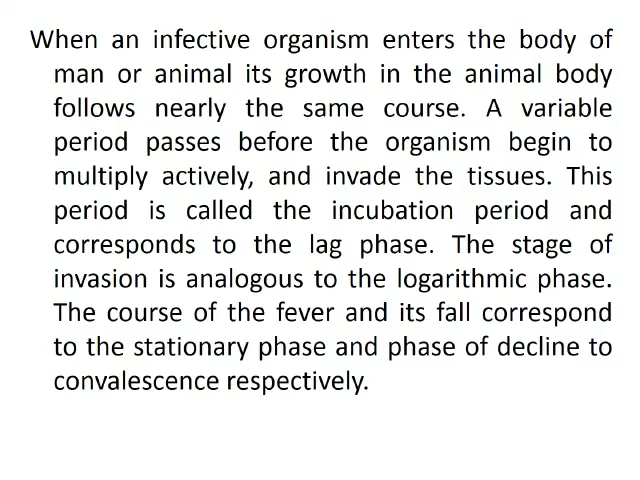 When an infective organism enters the body of
man or animal its growth in the animal body
follows nearly the same course. A variable
period passes before the organism begin to
multiply actively, and invade the tissues. This
period is called the incubation period and
corresponds to the lag phase. The stage of
invasion is analogous to the logarithmic phase.
The course of the fever and its fall correspond
to the stationary phase and phase of decline to
convalescence respectively.